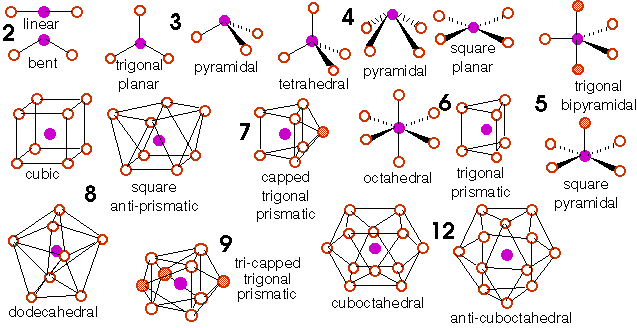 2
linear
bent
trigonal
planar
3
pyramidal
tetrahedral
4
pyramidal
square
planar
trigonal
bipyramidal
cubic
square
anti-prismatic
7
capped
trigonal
prismatic
octahedral
6
trigonal
prismatic
5
square
pyramidal
8
dodecahedral
9
tri-capped
trigonal
prismatic
cuboctahedral
12
anti-cuboctahedral